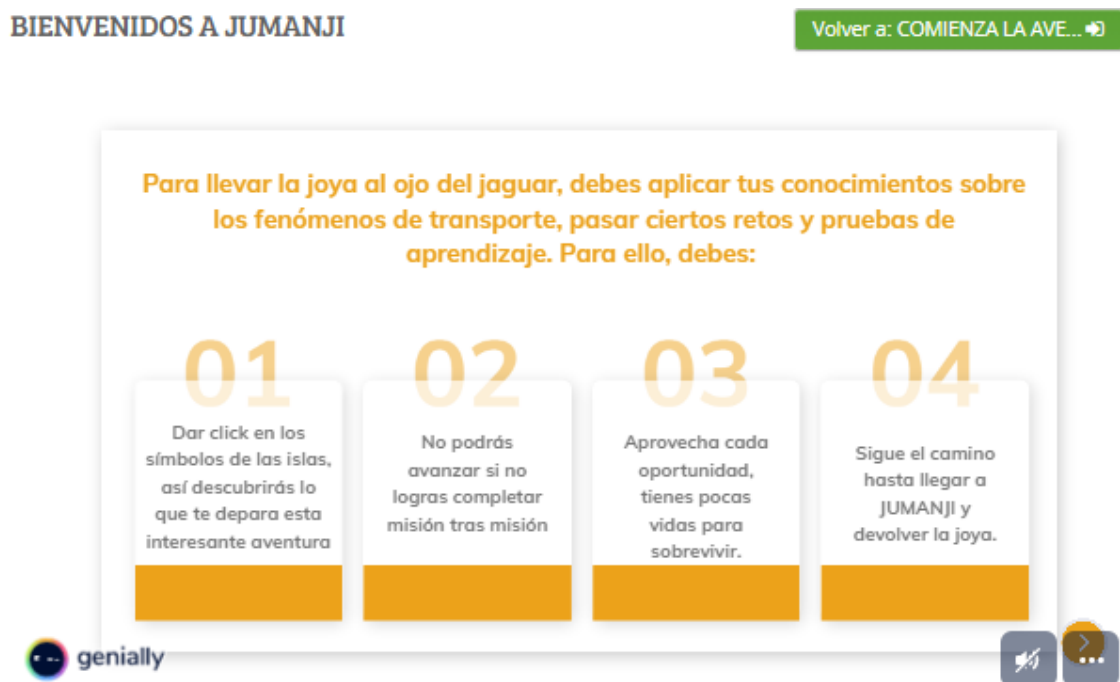 BIENVENIDOS A JUMANJI
Volver a: COMIENZA LA AVE...
Para llevar la joya al ojo del jaguar, debes aplicar tus conocimientos sobre
los fenómenos de transporte, pasar ciertos retos y pruebas de
aprendizaje. Para ello, debes:
01
Dar click en los
símbolos de las islas,
así descubrirás lo
que te depara esta
interesante aventura
02
No podrás
avanzar si no
logras completar
misión tras misión
03
Aprovecha cada
oportunidad,
tienes pocas
vidas para
sobrevivir.
04
Sigue el camino
hasta llegar a
JUMANJI y
devolver la joya.
genially